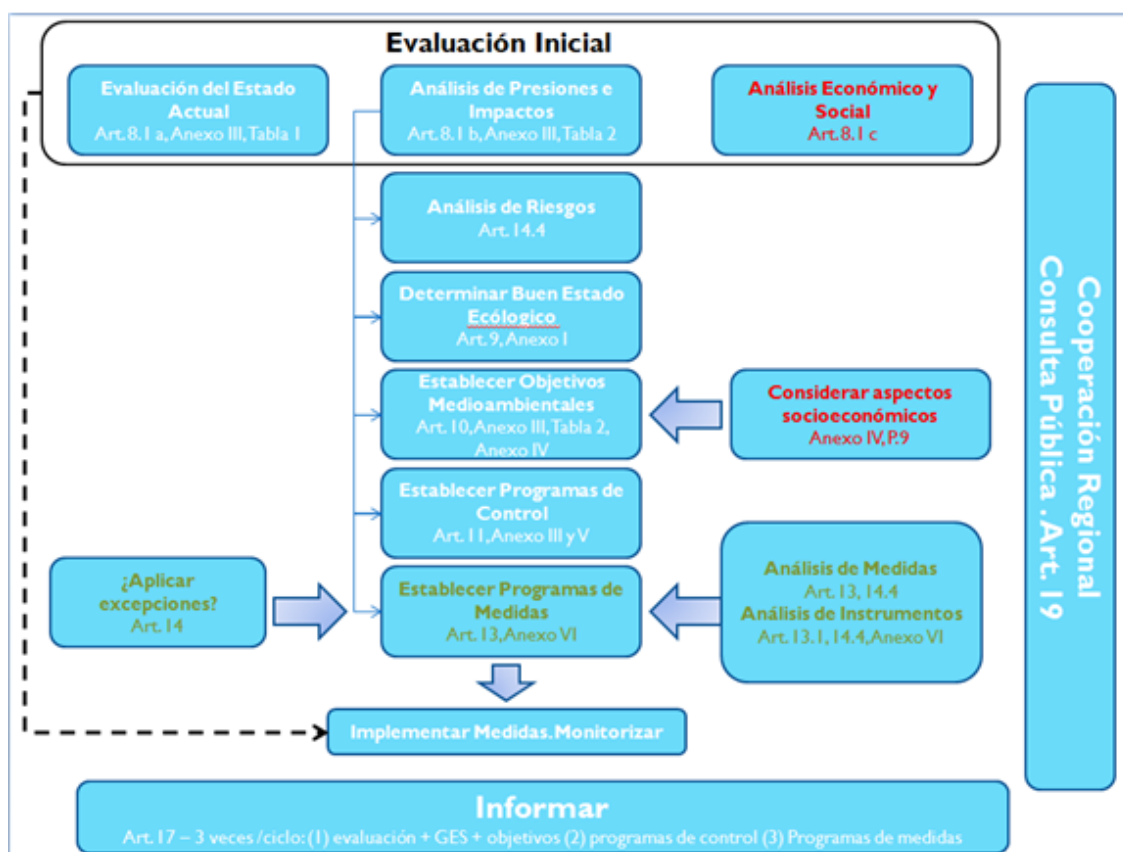 Evaluación Inicial
Evaluación del Estado
Actual
Art.8.1 a, Anexo III, Tabla 1
Análisis de Presiones e
Impactos
Art.8.1 b, Anexo III, Tabla 2
Análisis Económico y
Social
Art.8.1 c
Análisis de Riesgos
Art.14.4
Determinar Buen Estado
Ecólogico
Art.9, Anexo I
Establecer Objetivos
Medioambientales
Art.10, Anexo III, Tabla 2,
Anexo IV
Considerar aspectos
socioeconómicos
Anexo IV, P.9
Establecer Programas de
Control
Art.11, Anexo III y V
¿Aplicar
excepciones?
Art.14
Establecer Programas de
Medidas
Art.13, Anexo VI
Análisis de Medidas
Art.13, 14.4
Análisis de Instrumentos
Art.13.1, 14.4, Anexo VI
Implementar Medidas. Monitorizar
Cooperación Regional
Consulta Pública . Art. 19
Informar
Art. 17 – 3 veces /ciclo: (1) evaluación + GES + objetivos (2) programas de control (3) Programas de medidas